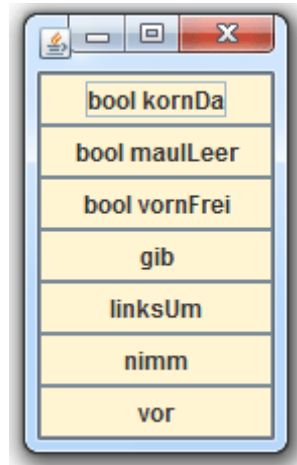 bool kornDa
bool maulLeer
bool vornFrei
gib
linksUm
nimm
vor